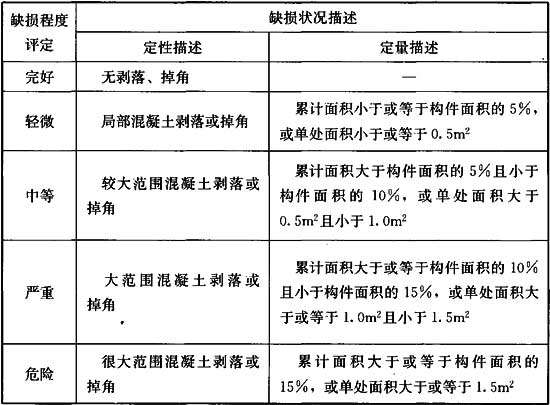 缺损程度
评定
缺损状况描述
定性描述
定量描述
完好
无剥落、掉角
—
轻微
局部混凝土剥落或掉角
累计面积小于或等于构件面积的5%,
或单处面积小于或等于0.5m²
中等
较大范围混凝土剥落或
掉角
累计面积大于构件面积的5%且小于
构件面积的10%，或单处面积大于
0.5m²且小于1.0m²
严重
大范围混凝土剥落或
掉角
累计面积大于或等于构件面积的10%
且小于构件面积的15%，或单处面积大
于或等于1.0m²且小于1.5m²
危险
很大范围混凝土剥落或
掉角
累计面积大于或等于构件面积的
15%，或单处面积大于或等于1.5m²